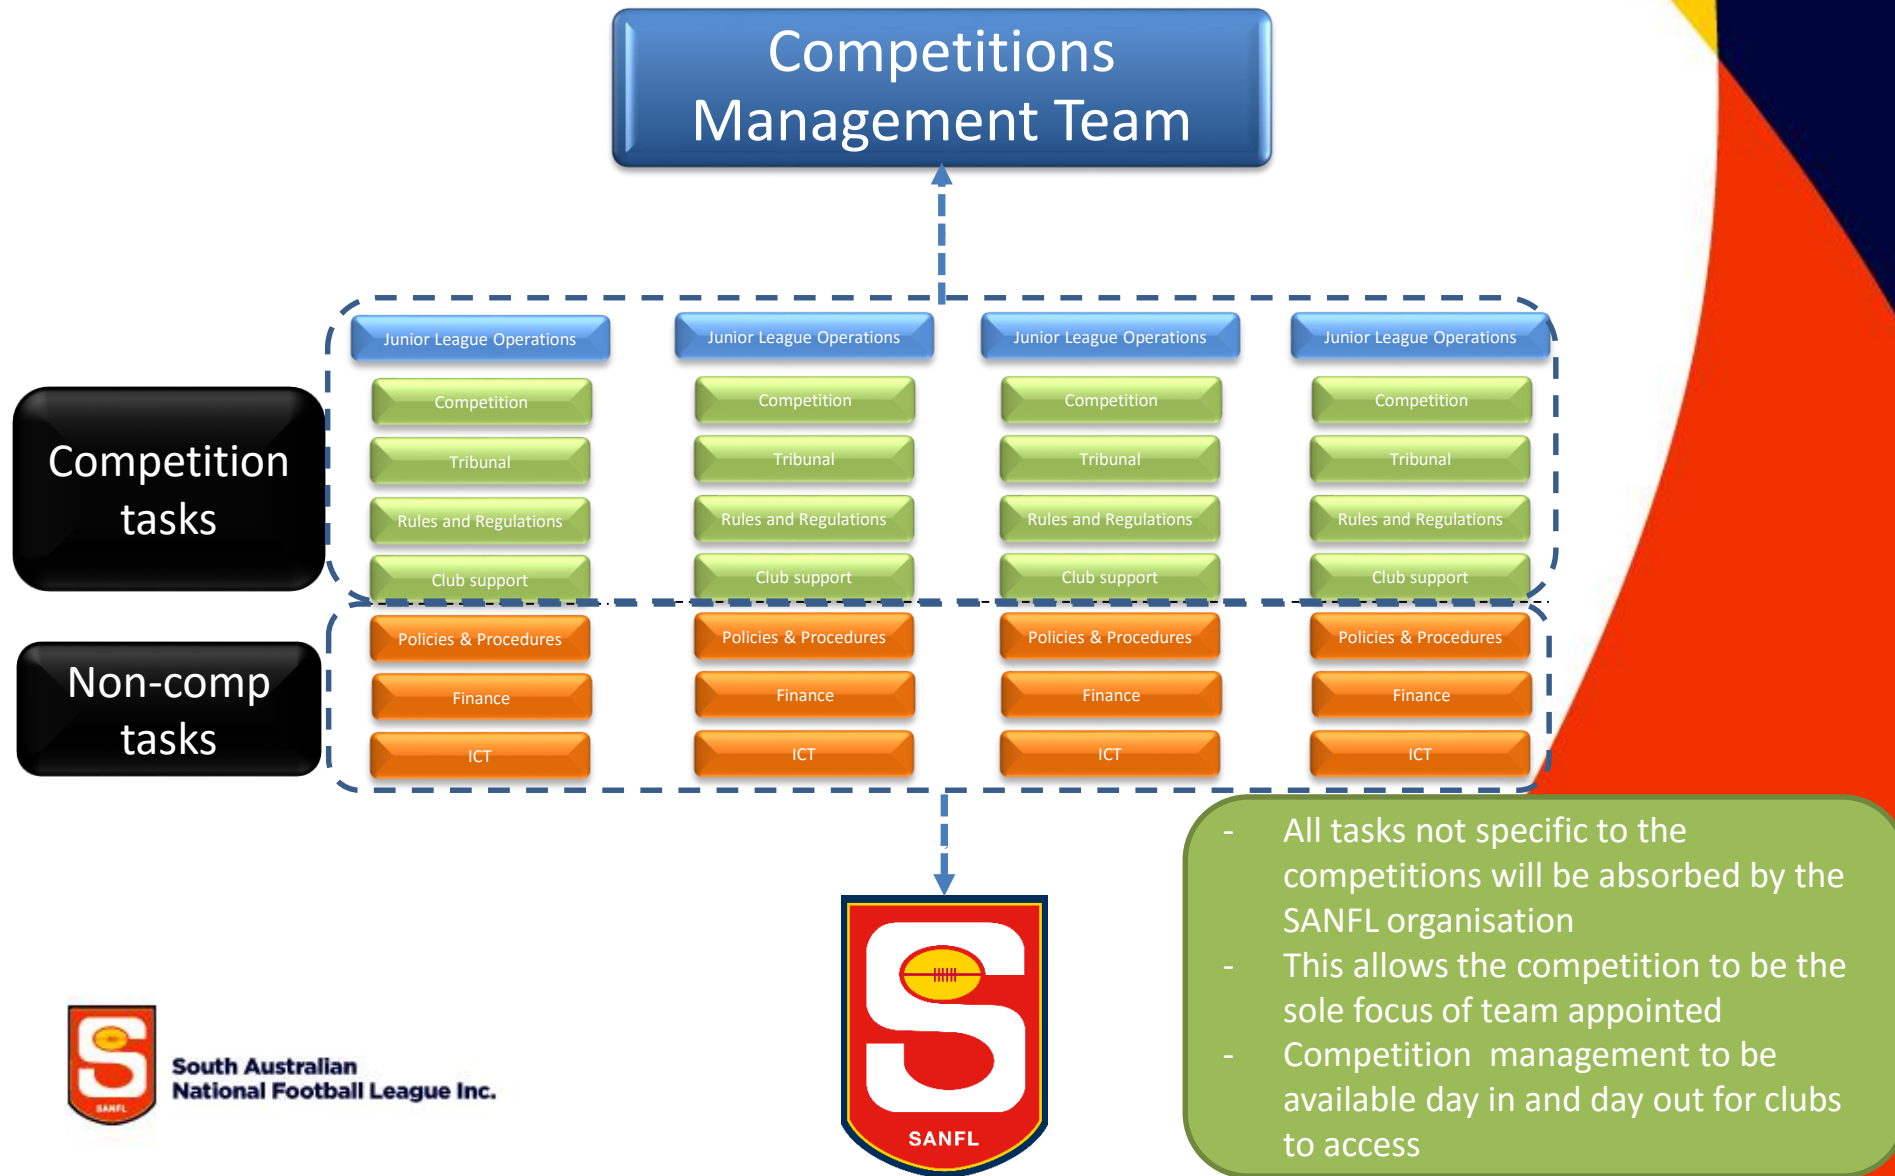 Competitions
Management Team
Junior League Operations
Junior League Operations
Junior League Operations
Junior League Operations
Competition
tasks
Competition
Competition
Competition
Competition
Tribunal
Tribunal
Tribunal
Tribunal
Rules and Regulations
Rules and Regulations
Rules and Regulations
Rules and Regulations
Club support
Club support
Club support
Club support
Non-comp
tasks
Policies & Procedures
Policies & Procedures
Policies & Procedures
Policies & Procedures
Finance
Finance
Finance
Finance
ICT
ICT
ICT
ICT
- All tasks not specific to the
competitions will be absorbed by the
SANFL organisation
- This allows the competition to be the
sole focus of team appointed
- Competition management to be
available day in and day out for clubs
to access
SANFL
SANFL
South Australian
National Football League Inc.